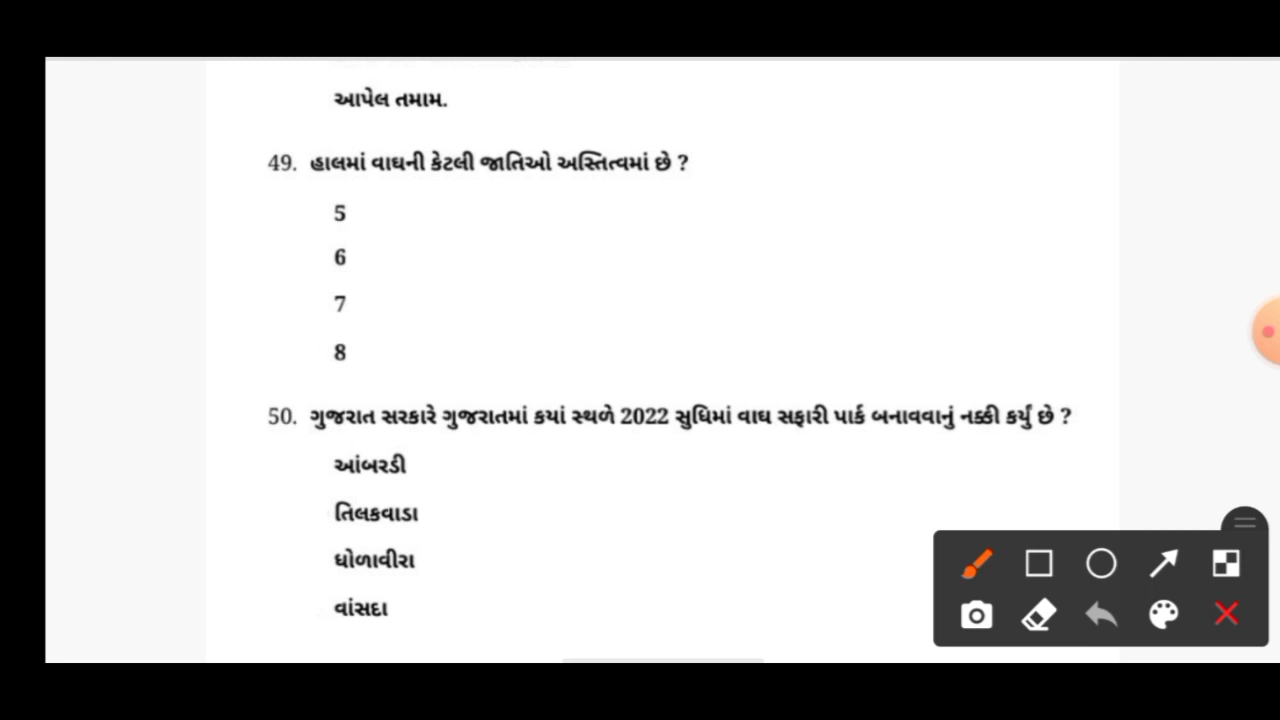 આપેલ તમામ.
49. હાલમાં વાઘની કેટલી જાતિઓ અસ્તિત્વમાં છે ?
5
6
7
8
50. ગુજરાત સરકારે ગુજરાતમાં કયાં સ્થળે 2022 સુધિમાં વાઘ સફારી પાર્ક બનાવવાનું નક્કી કર્યું છે ?
આંબરડી
તિલકવાડા
ધોળાવીરા
વાંસદા